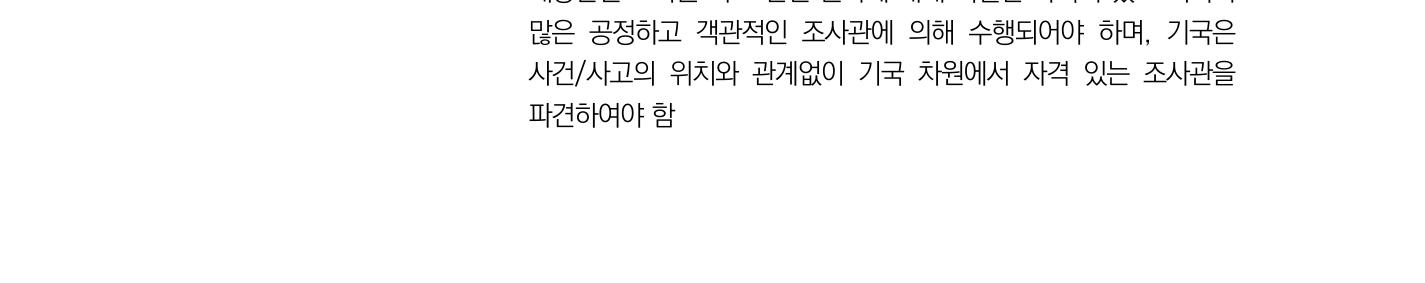 많은 공정하고 객관적인 조사관에 의해 수행되어야 하며, 기국은
사건/사고의 위치와 관계없이 기국 차원에서 자격 있는 조사관을
파견하여야 함